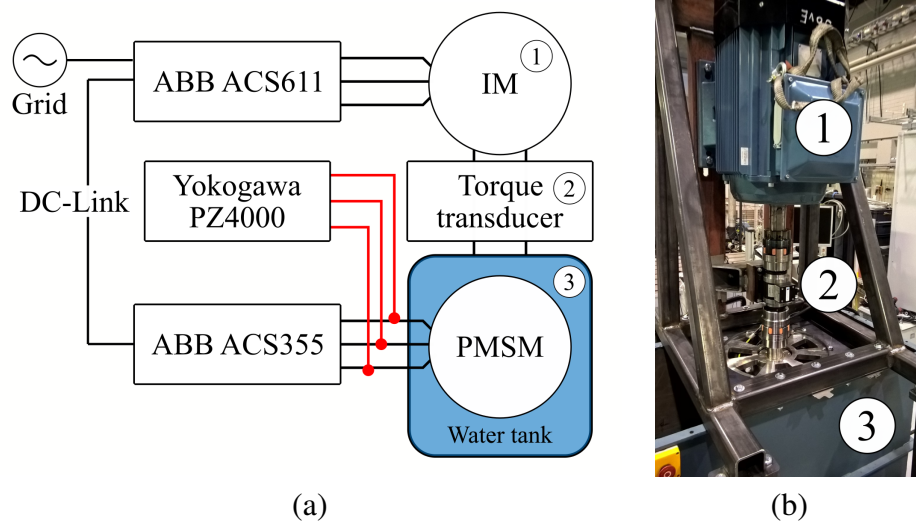 ABB ACS611
IM
1
Grid
DC-Link
Yokogawa
PZ4000
Torque
transducer
2
3
ABB ACS355
PMSM
Water tank
(a)
1
2
3
(b)